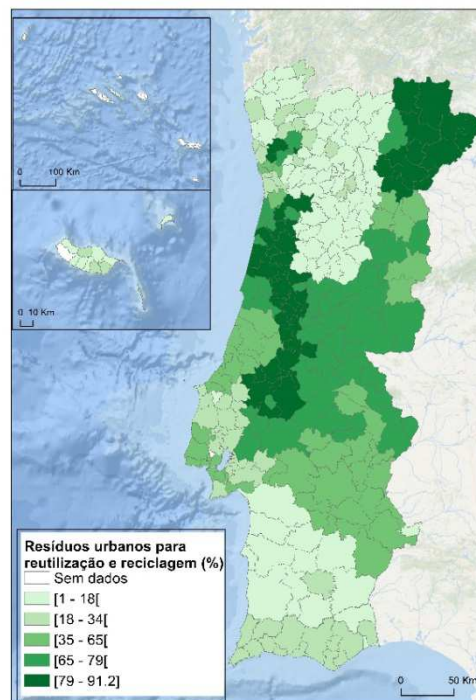 0 100 Km
0 10 Km
Resíduos urbanos para
reutilização e reciclagem (%)
Sem dados
[1 - 18[
[18 - 34[
[35 - 65[
[65 - 79[
[79 - 91.2]
0 50 Km